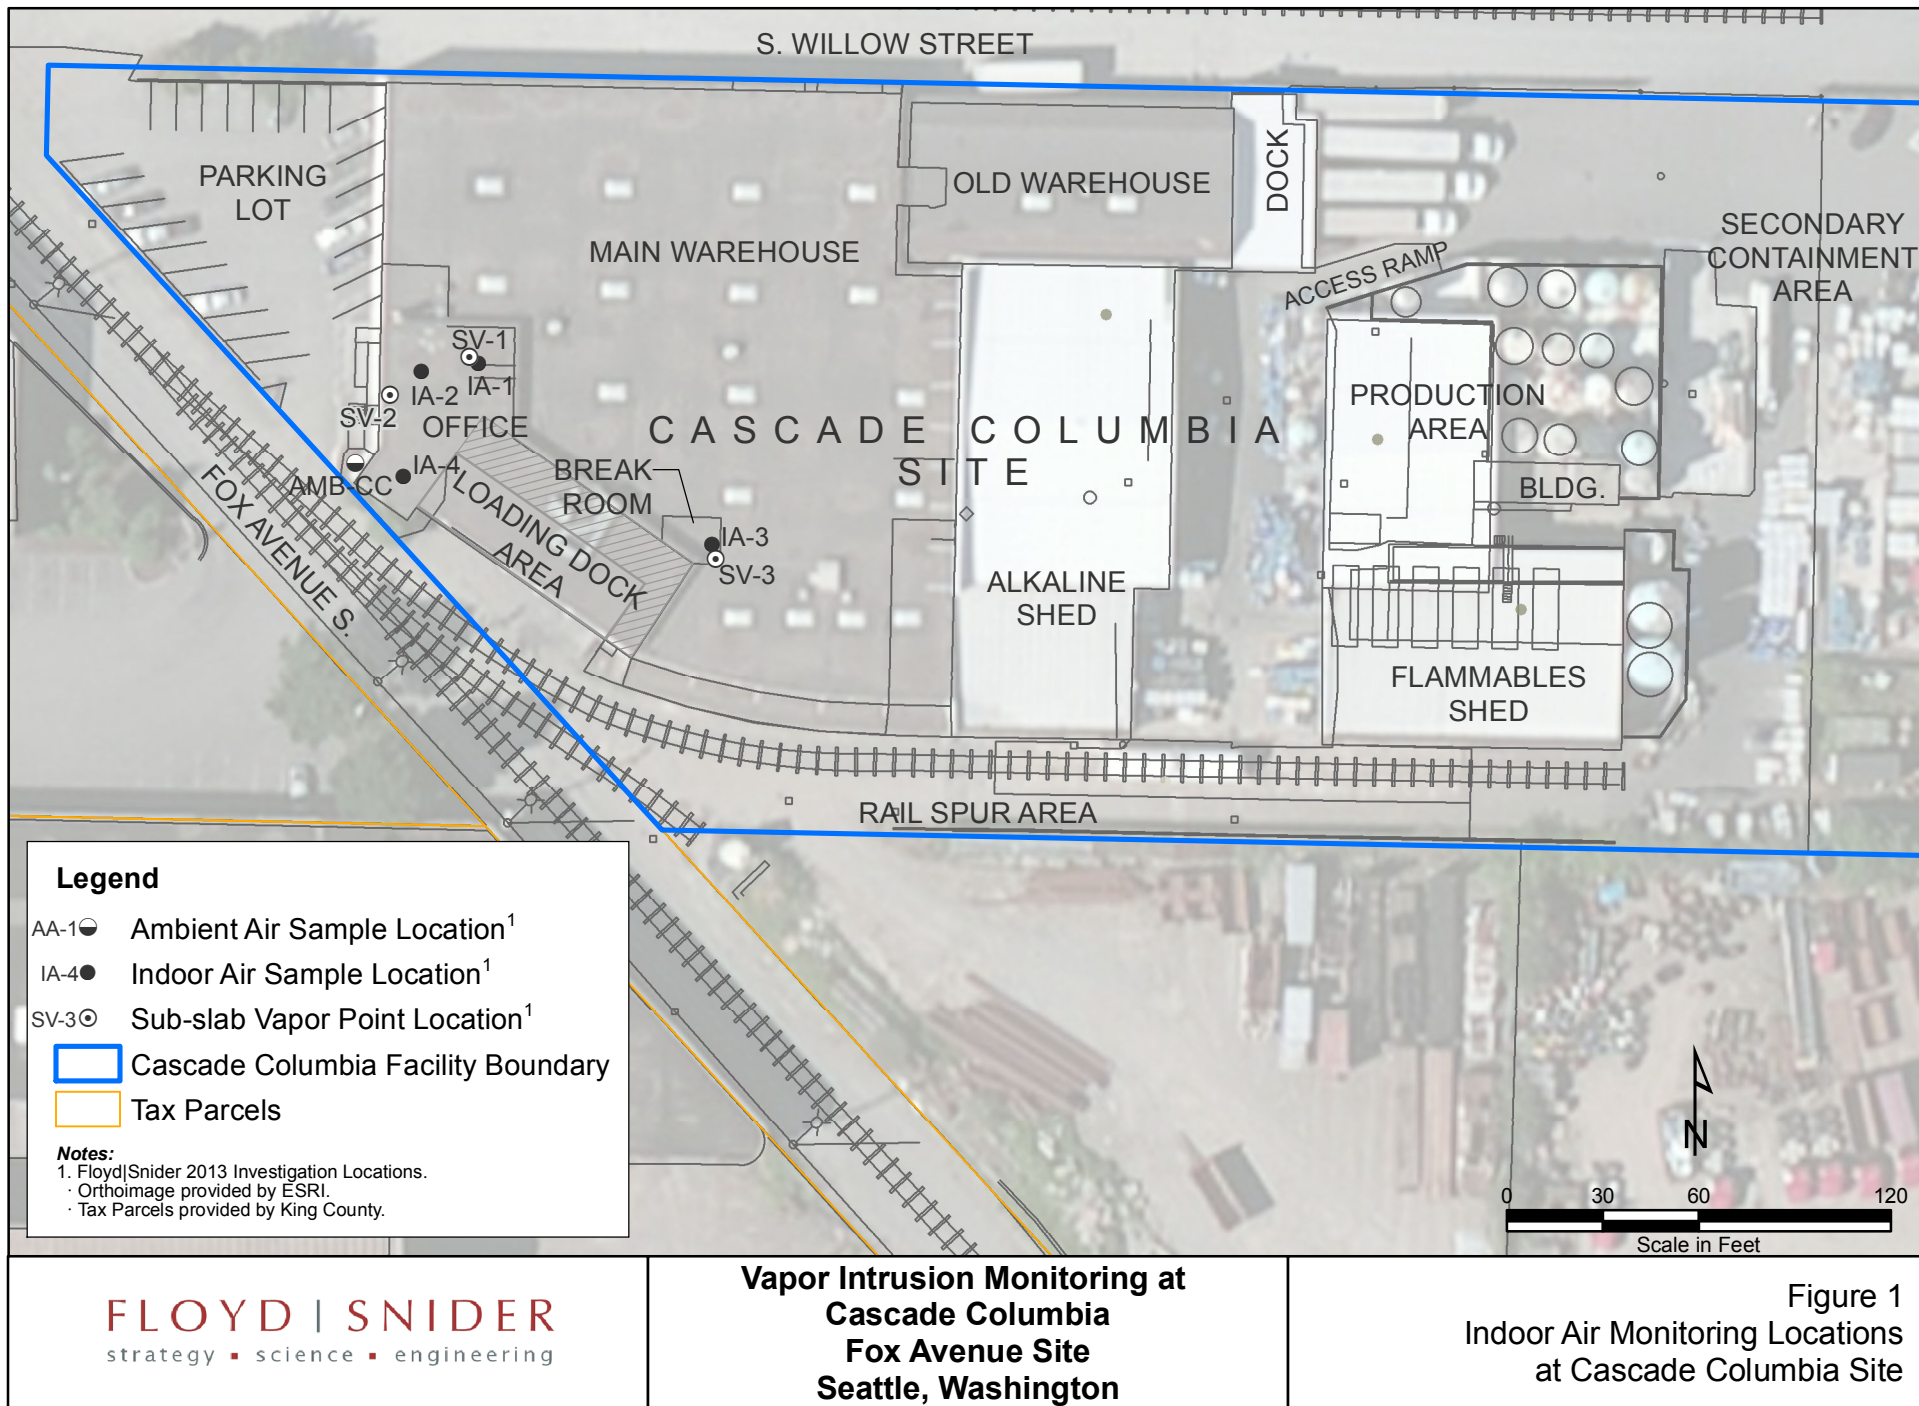 S. WILLOW STREET
PARKING
LOT
MAIN WAREHOUSE
OLD WAREHOUSE
DOCK
SECONDARY
CONTAINMENT
AREA
ACCESS RAMP
SV-1
IA-1
IA-2
SV-2
OFFICE
IA-4
AMB-CC
BREAK
ROOM
LOADING DOCK
AREA
IA-3
SV-3
CASCADE COLUMBIA
SITE
PRODUCTION
AREA
BLDG.
ALKALINE
SHED
FLAMMABLES
SHED
FOX AVENUE S.
RAIL SPUR AREA
Legend
AA-1 Ambient Air Sample Location1
IA-4 Indoor Air Sample Location1
SV-3 Sub-slab Vapor Point Location1
Cascade Columbia Facility Boundary
Tax Parcels
Notes:
1. Floyd|Snider 2013 Investigation Locations.
· Orthoimage provided by ESRI.
· Tax Parcels provided by King County.
N
0 30 60 120
Scale in Feet
FLOYD | SNIDER
strategy ▪ science ▪ engineering
Vapor Intrusion Monitoring at
Cascade Columbia
Fox Avenue Site
Seattle, Washington
Figure 1
Indoor Air Monitoring Locations
at Cascade Columbia Site